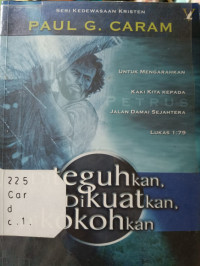 SERI KEDEWASAAN KRISTEN
PAUL G. CARAM
UNTUK MENGARAHKAN
KAKI KITA KEPADA
PETRUS
JALAN DAMAI SEJAHTERA
LUKAS 1:79
teguhkan,
Dikuatkan,
kokohkan
225
Car
d
c.1.